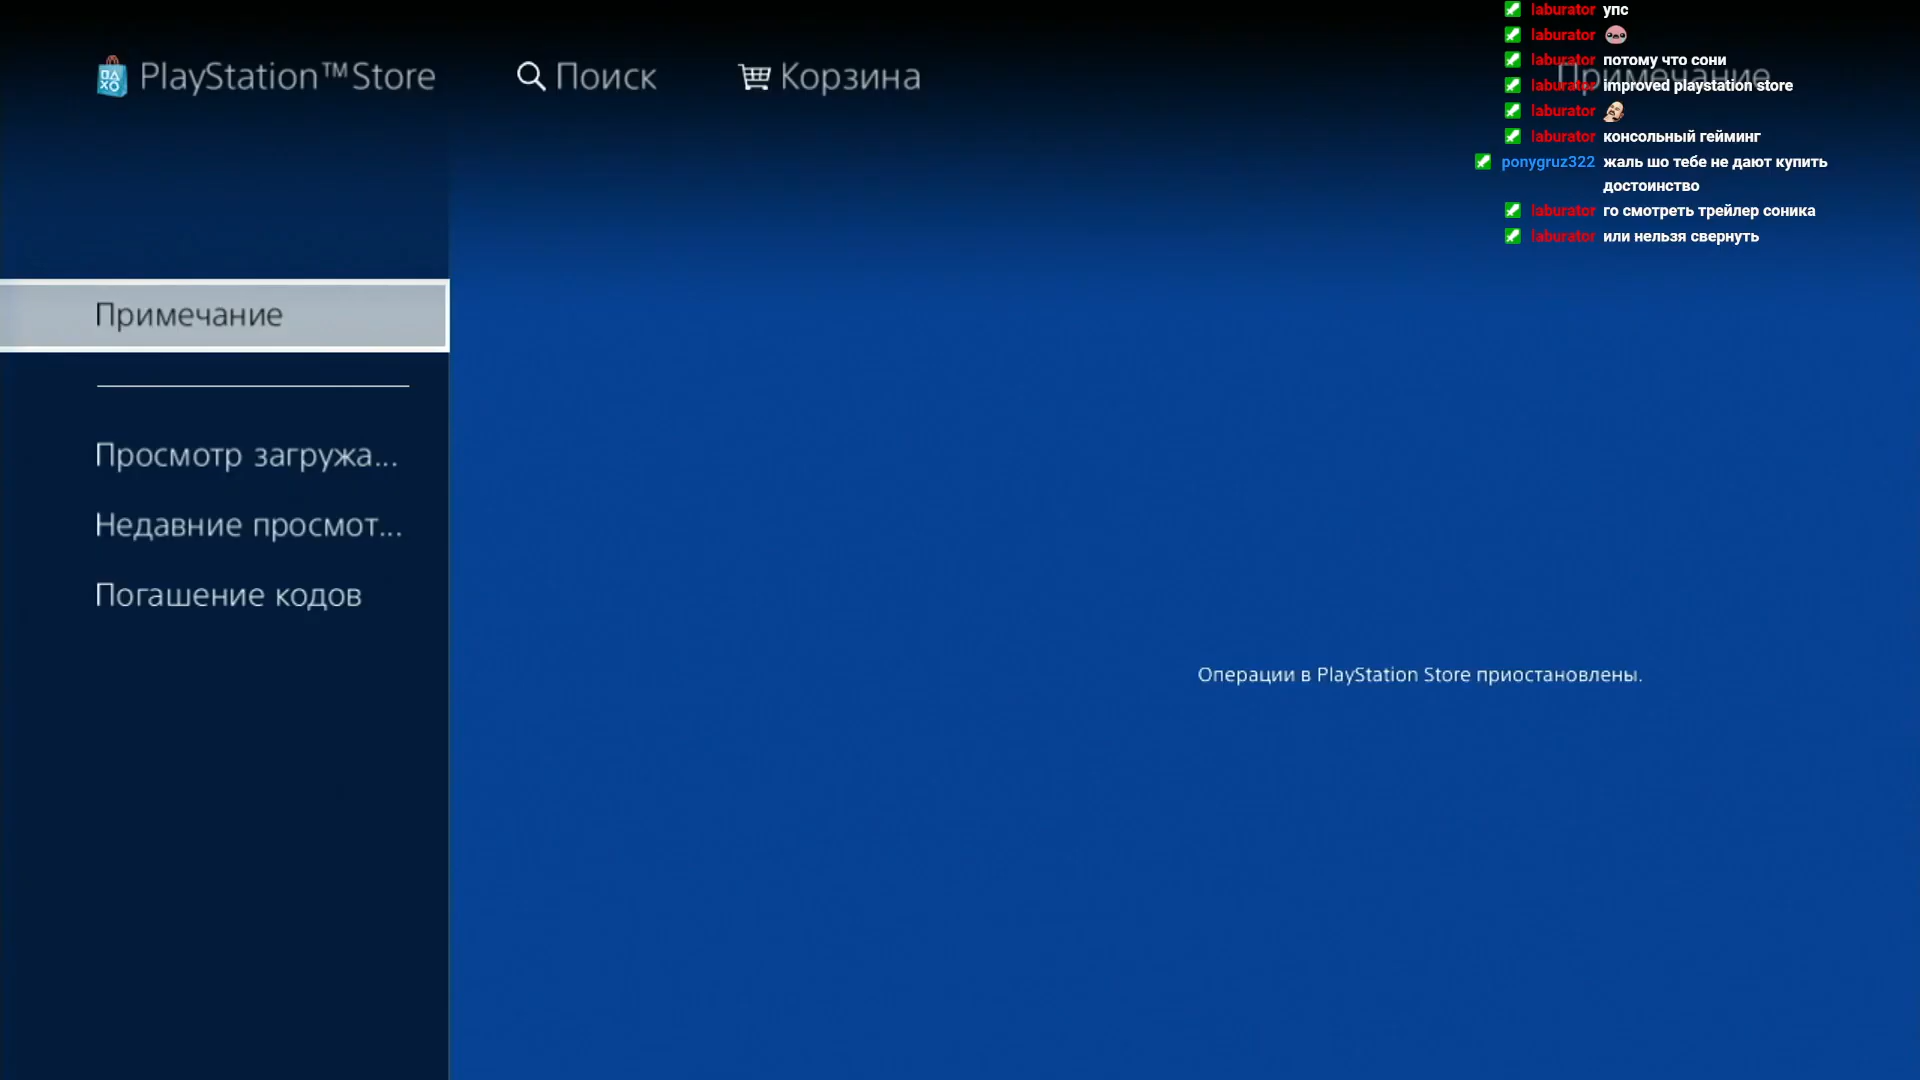 PlayStation™Store
Поиск
Корзина
Примечание
laburator упс
laburator
laburator потому что сони
laburator improved playstation store
laburator
laburator консольный гейминг
ponygruz322 жаль шо тебе не дают купить
достоинство
laburator го смотреть трейлер соника
laburator или нельзя свернуть
Примечание
Просмотр загружа...
Недавние просмот...
Погашение кодов
Операции в PlayStation Store приостановлены.